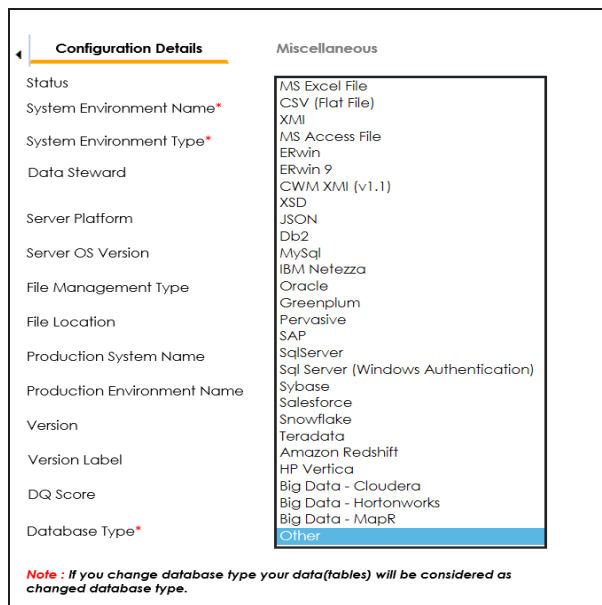 Configuration Details
Miscellaneous
Status
System Environment Name*
System Environment Type*
Data Steward
Server Platform
Server OS Version
File Management Type
File Location
Production System Name
Production Environment Name
Version
Version Label
DQ Score
Database Type*
MS Excel File
CSV (Flat File)
XMI
MS Access File
ERwin
ERwin 9
CWM XMI (v1.1)
XSD
JSON
Db2
MySql
IBM Netezza
Oracle
Greenplum
Pervasive
SAP
SqlServer
Sql Server (Windows Authentication)
Sybase
Salesforce
Snowflake
Teradata
Amazon Redshift
HP Vertica
Big Data - Cloudera
Big Data - Hortonworks
Big Data - MapR
Other
Note : If you change database type your data(tables) will be considered as
changed database type.